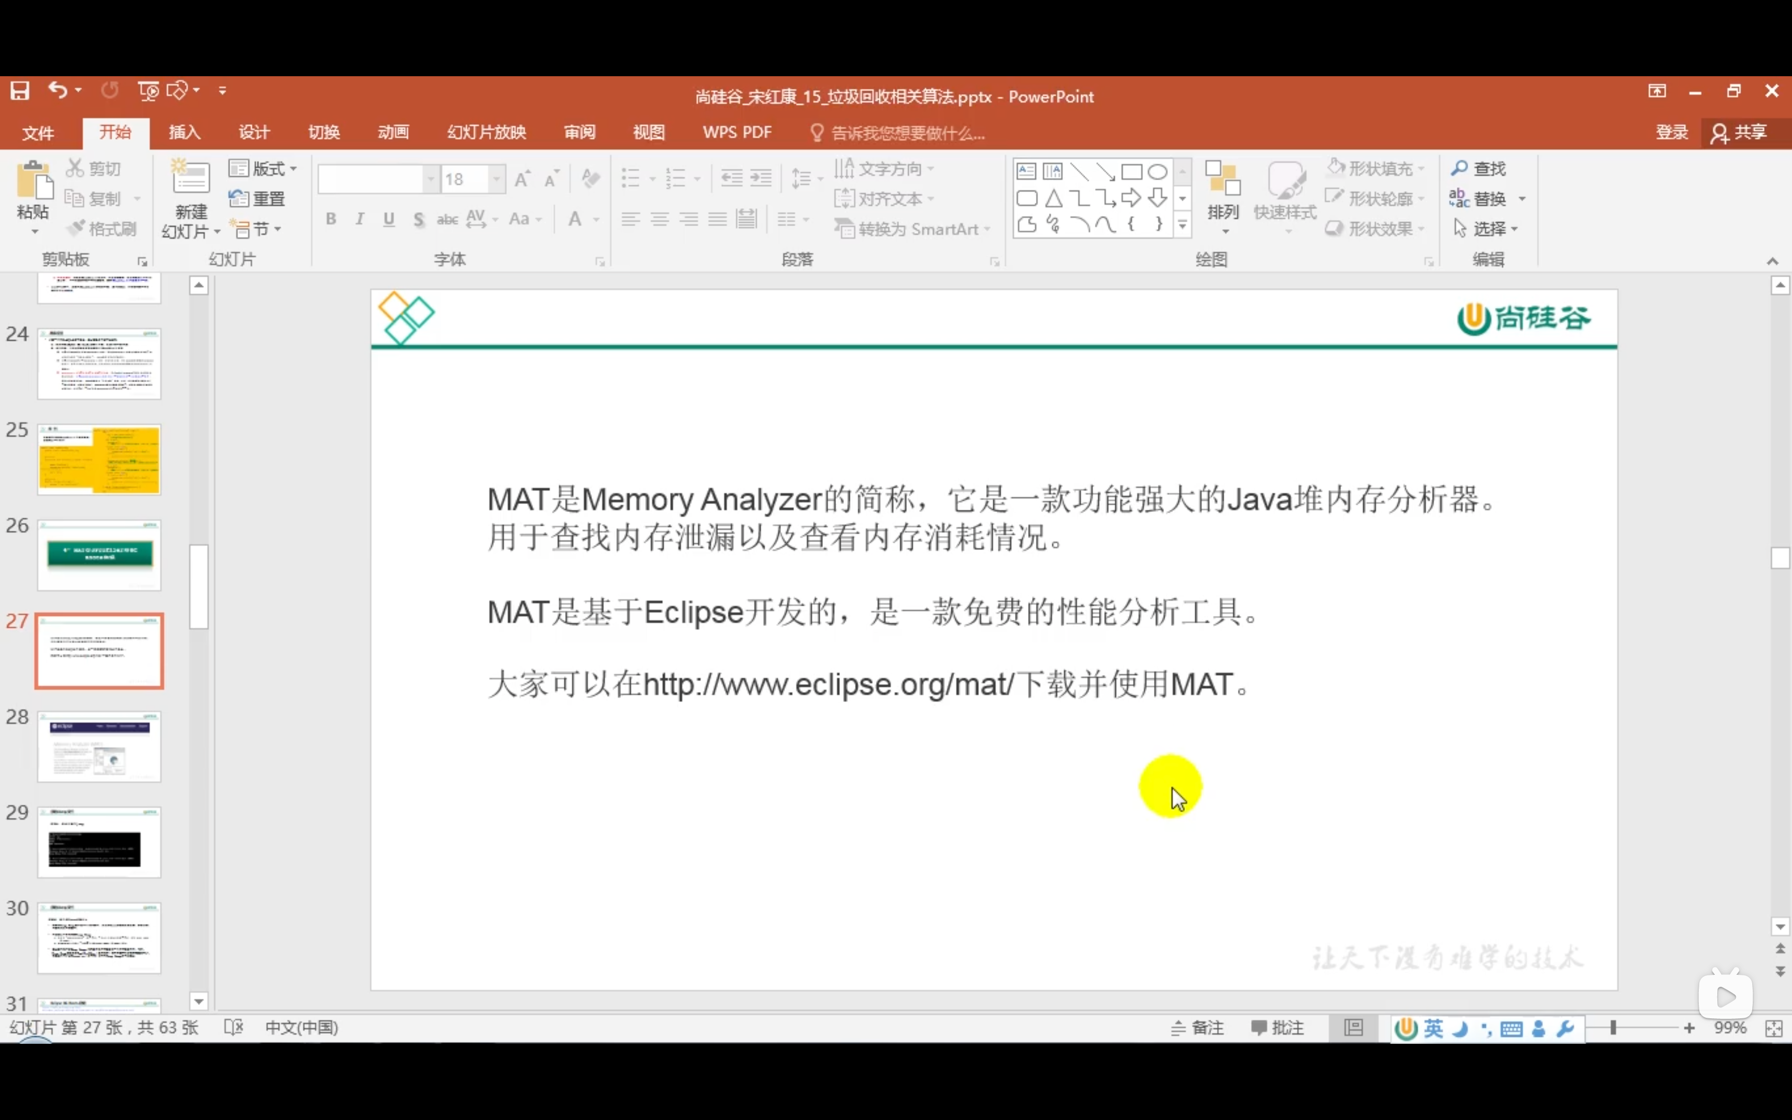 尚硅谷_宋红康_15_垃圾回收相关算法.pptx - PowerPoint
文件 开始 插入 设计 切换 动画 幻灯片放映 审阅 视图 WPS PDF 告诉我您想要做什么... 登录 共享
粘贴 剪切 复制 格式刷 剪贴板
新建 幻灯片 版式 重置 节 幻灯片
18
B I U S abc AV Aa A 字体
文字方向 对齐文本 转换为 SmartArt 段落
排列 快速样式 形状填充 形状轮廓 形状效果 绘图
查找 替换 选择 编辑
24
25
26
27
28
29
30
31
尚硅谷
MAT是Memory Analyzer的简称，它是一款功能强大的Java堆内存分析器。
用于查找内存泄漏以及查看内存消耗情况。
MAT是基于Eclipse开发的，是一款免费的性能分析工具。
大家可以在http://www.eclipse.org/mat/下载并使用MAT。
让天下没有难学的技术
幻灯片 第 27 张，共 63 张 中文(中国) 备注 批注 英 99%